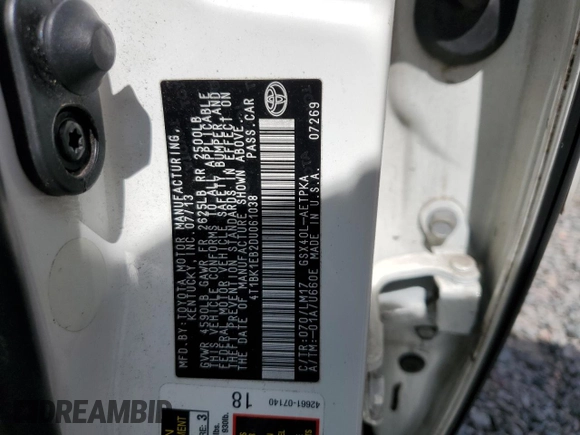 MFD.BY:TOYOTA MOTOR MANUFACTURING,
KENTUCKY,INC. 07/13
GVWR 4590LB GAWR FR 2625LB RR 2500LB
THIS VEHICLE CONFORMS TO ALL APPLICABLE
FEDERAL MOTOR VEHICLE SAFETY, BUMPER, AND
THEFT PREVENTION STANDARDS IN EFFECT ON
THE DATE OF MANUFACTURE SHOWN ABOVE.
4T1BK1EB2DU061038 PASS.CAR
C/TR:070/LM17 GSX40L-AETPKA
A/TM:-01A/U660E MADE IN U.S.A. 07269
42661-07140
18
3
DREAMBID.COM